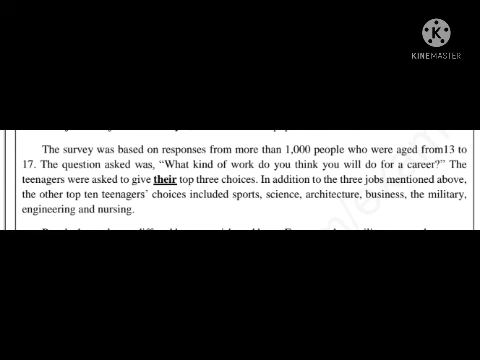 KINEMASTER
The survey was based on responses from more than 1,000 people who were aged from13 to
17. The question asked was, “What kind of work do you think you will do for a career?” The
teenagers were asked to give their top three choices. In addition to the three jobs mentioned above,
the other top ten teenagers’ choices included sports, science, architecture, business, the military,
engineering and nursing.